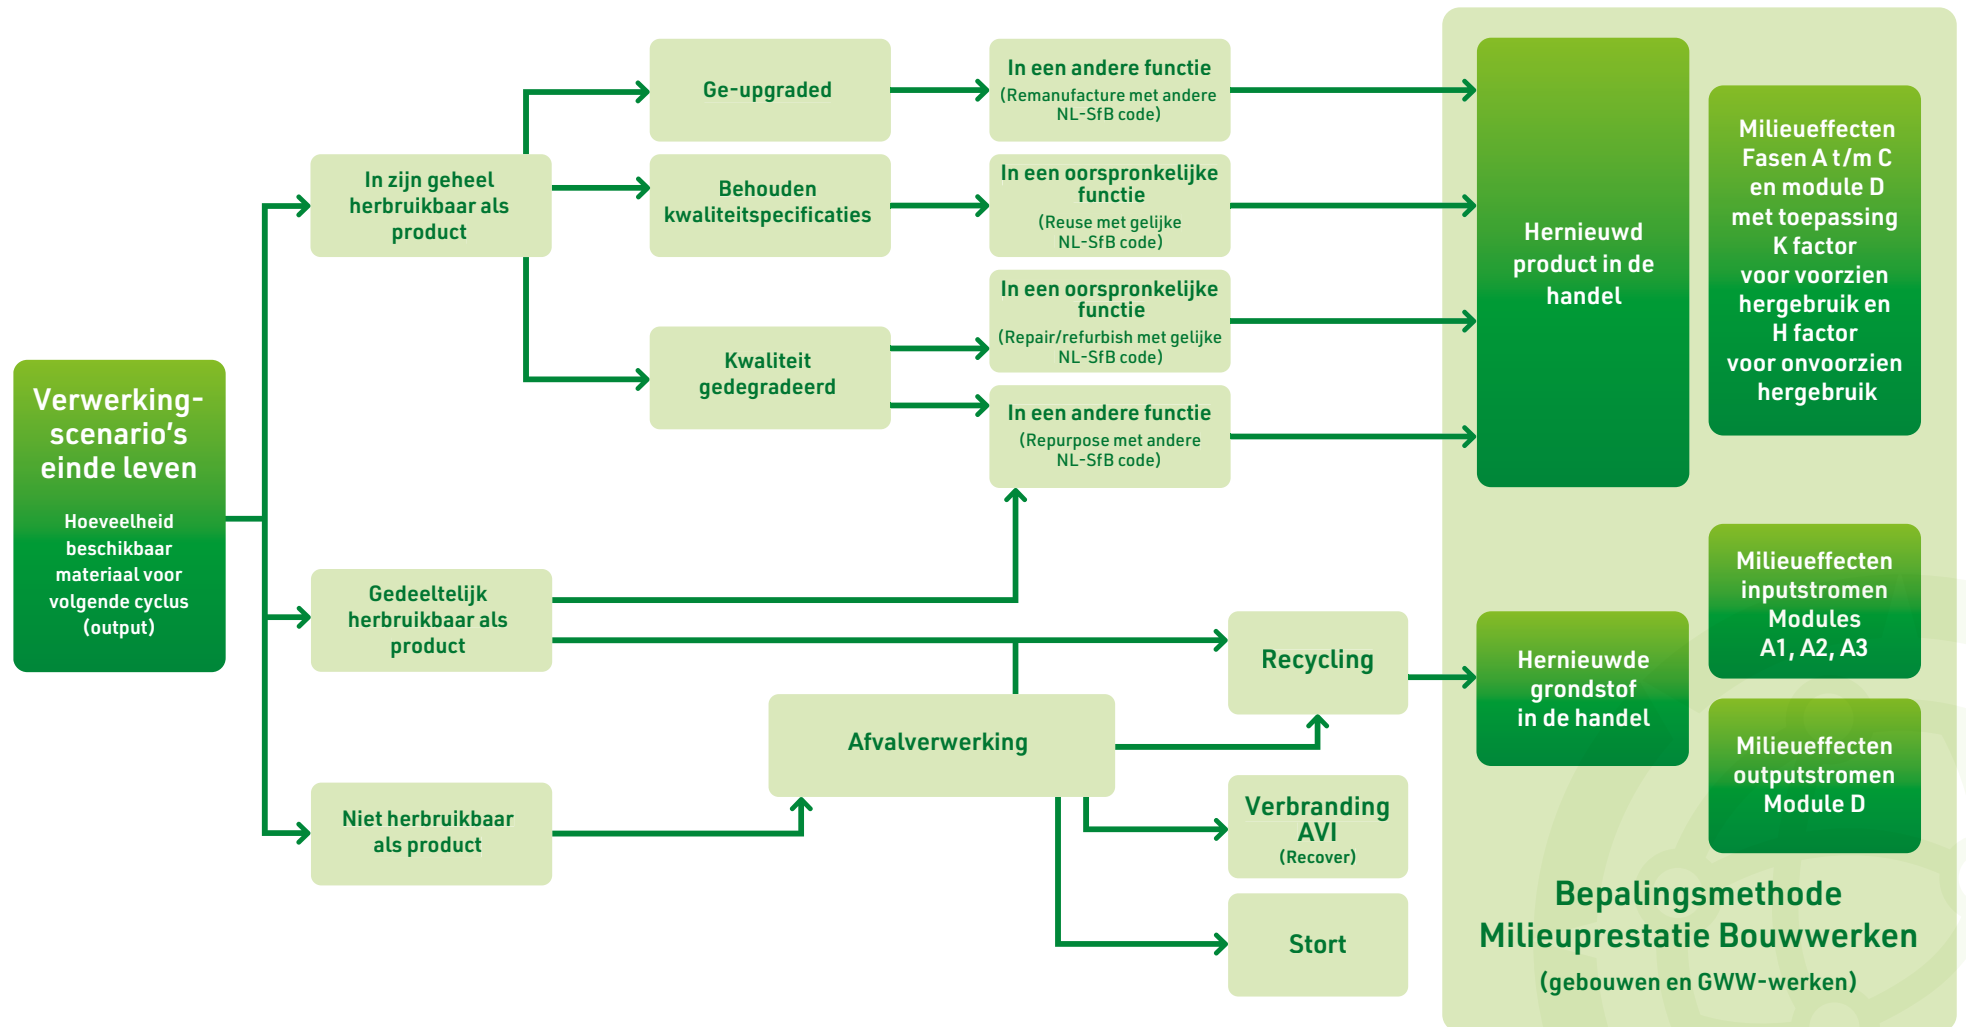 Verwerking-
scenario's
einde leven
Hoeveelheid
beschikbaar
materiaal voor
volgende cyclus
(output)
In zijn geheel
herbruikbaar als
product
Gedeeltelijk
herbruikbaar als
product
Niet herbruikbaar
als product
Ge-upgraded
Behouden
kwaliteitspecificaties
Kwaliteit
gedegradeerd
In een andere functie
(Remanufacture met andere
NL-SfB code)
In een oorspronkelijke
functie
(Reuse met gelijke
NL-SfB code)
In een oorspronkelijke
functie
(Repair/refurbish met gelijke
NL-SfB code)
In een andere functie
(Repurpose met andere
NL-SfB code)
Afvalverwerking
Recycling
Verbranding
AVI
(Recover)
Stort
Hernieuwd
product in de
handel
Hernieuwde
grondstof
in de handel
Milieueffecten
Fasen A t/m C
en module D
met toepassing
K factor
voor voorzien
hergebruik en
H factor
voor onvoorzien
hergebruik
Milieueffecten
inputstromen
Modules
A1, A2, A3
Milieueffecten
outputstromen
Module D
Bepalingsmethode
Milieuprestatie Bouwwerken
(gebouwen en GWW-werken)